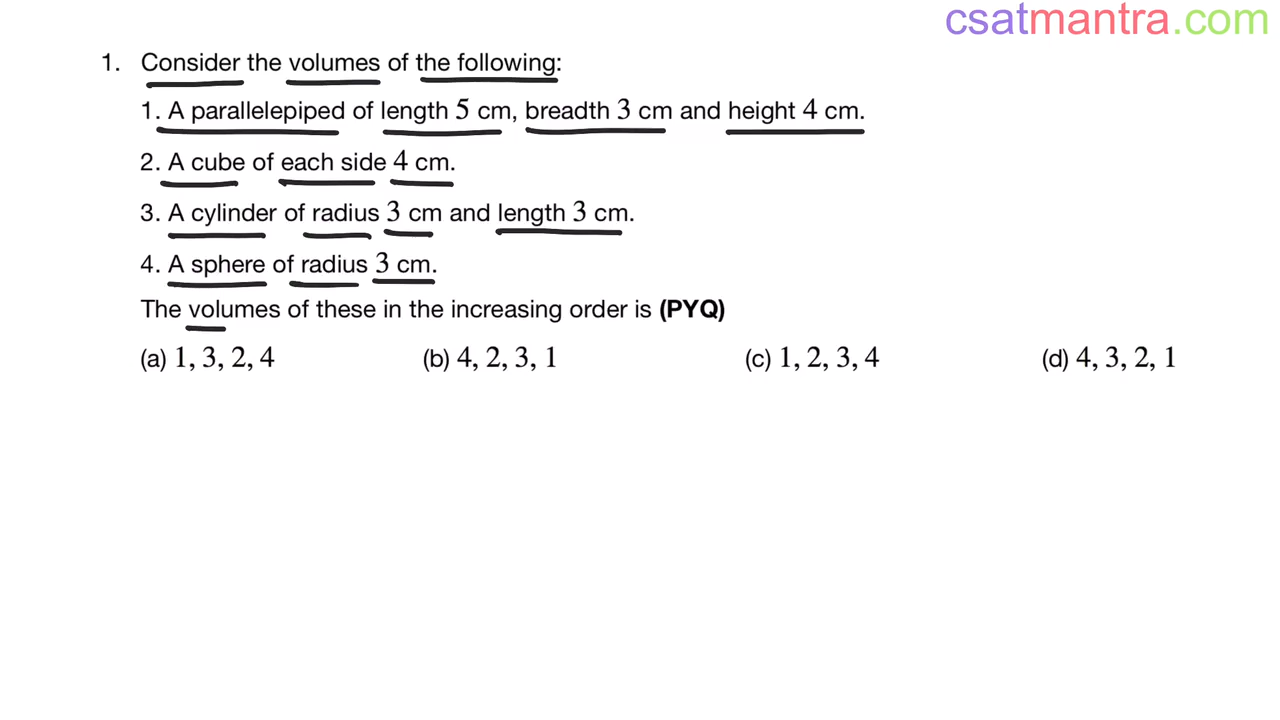 csatmantra.com
1. Consider the volumes of the following:
1. A parallelepiped of length 5 cm, breadth 3 cm and height 4 cm.
2. A cube of each side 4 cm.
3. A cylinder of radius 3 cm and length 3 cm.
4. A sphere of radius 3 cm.
The volumes of these in the increasing order is (PYQ)
(a) 1, 3, 2, 4 (b) 4, 2, 3, 1 (c) 1, 2, 3, 4 (d) 4, 3, 2, 1